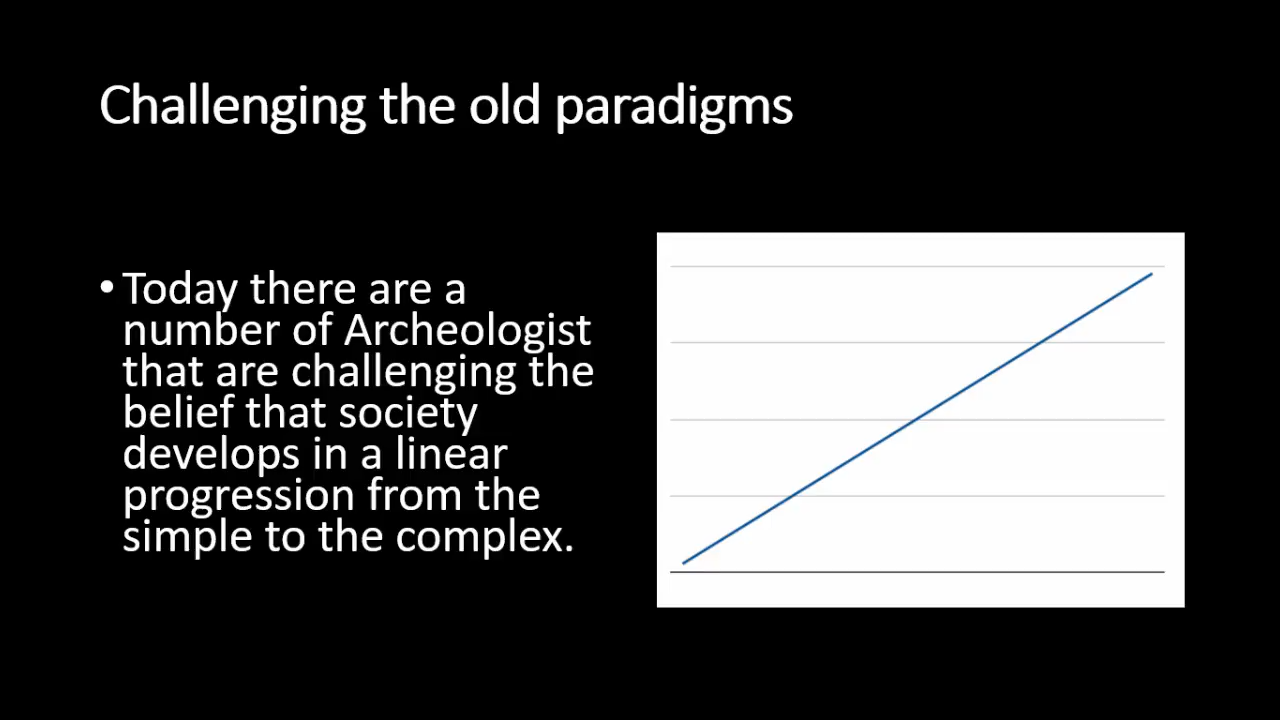 Challenging the old paradigms
• Today there are a
number of Archeologist
that are challenging the
belief that society
develops in a linear
progression from the
simple to the complex.